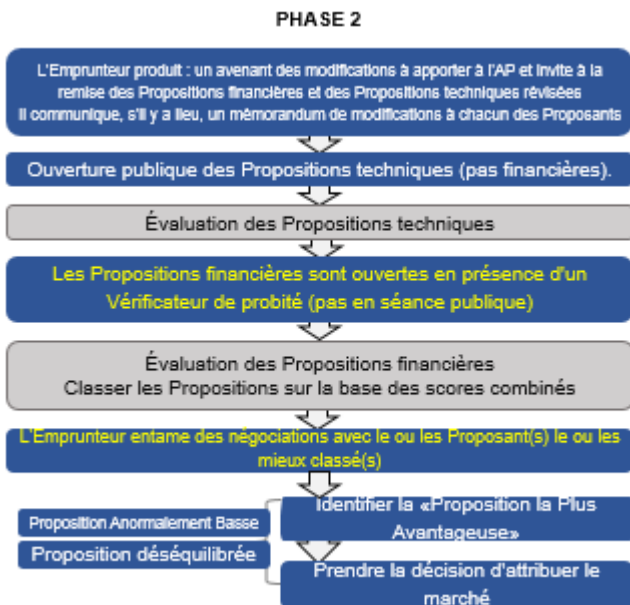 PHASE 2
L'Emprunteur produit : un avenant des modifications à apporter à l'AP et invite à la
remise des Propositions financières et des Propositions techniques révisées
Il communique, s'il y a lieu, un mémorandum de modifications à chacun des Proposants
Ouverture publique des Propositions techniques (pas financières).
Évaluation des Propositions techniques
Les Propositions financières sont ouvertes en présence d'un
Vérificateur de probité (pas en séance publique)
Évaluation des Propositions financières
Classer les Propositions sur la base des scores combinés
L'Emprunteur entame des négociations avec le ou les Proposant(s) le ou les
mieux classé(s)
Identifier la «Proposition la Plus
Avantageuse»
Proposition Anormalement Basse
Proposition déséquilibrée
Prendre la décision d'attribuer le
marché